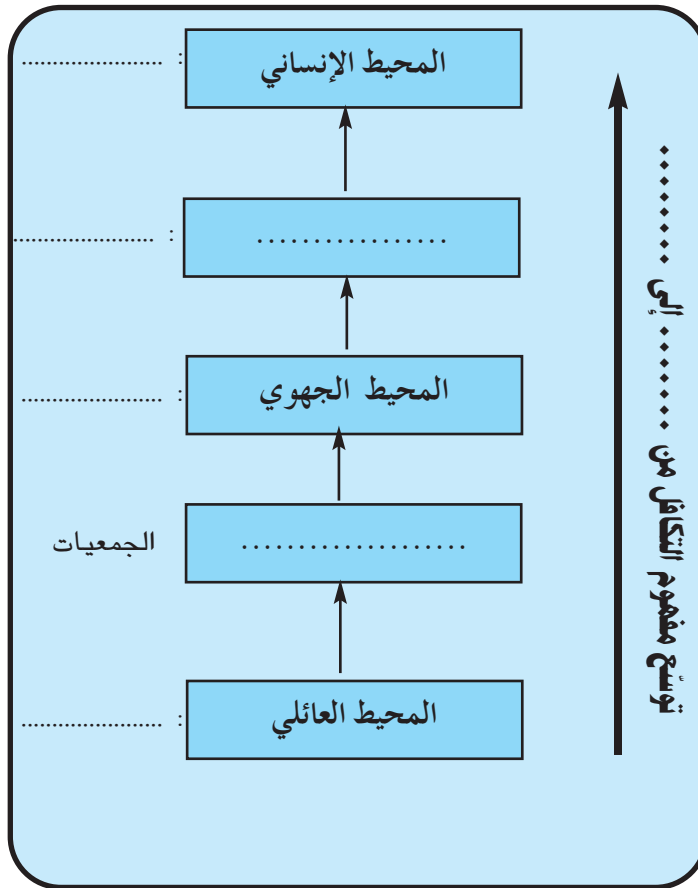 المحيط الإنساني : .....................
................. : .....................
المحيط الجهوي : .....................
..................... الجمعيات
المحيط العائلي : .....................
توسّع مفهوم التكافل من ........ إلى ........